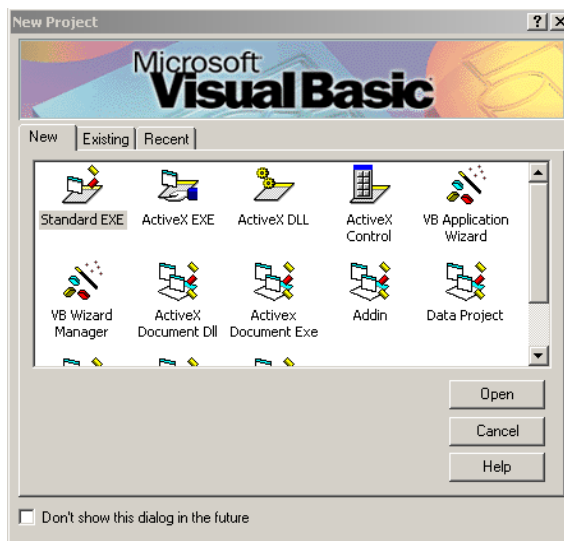 New Project
Microsoft
Visual Basic
New Existing Recent
Standard EXE ActiveX EXE ActiveX DLL ActiveX Control VB Application Wizard
VB Wizard Manager ActiveX Document Dll Activex Document Exe Addin Data Project
Open
Cancel
Help
Don't show this dialog in the future